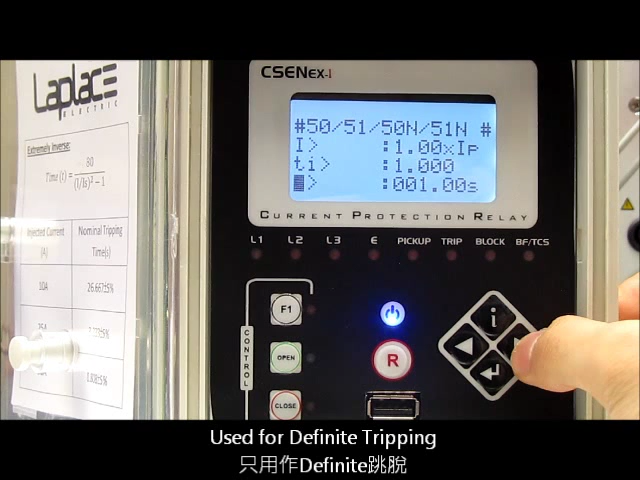 Laplace
ELECTRIC
Extremely Inverse:
Time (t) = 80
(I/Is)² − 1
Injected Current (A)
Nominal Tripping Time(s)
10A
26.667±5%
CSENEX-I
#50/51/50N/51N #
I> :1.00xIp
ti> :1.000
> :001.00s
CURRENT PROTECTION RELAY
L1 L2 L3 E PICKUP TRIP BLOCK BF/TCS
F1
CONTROL
OPEN
R
i
CLOSE
Used for Definite Tripping
只用作Definite跳脫